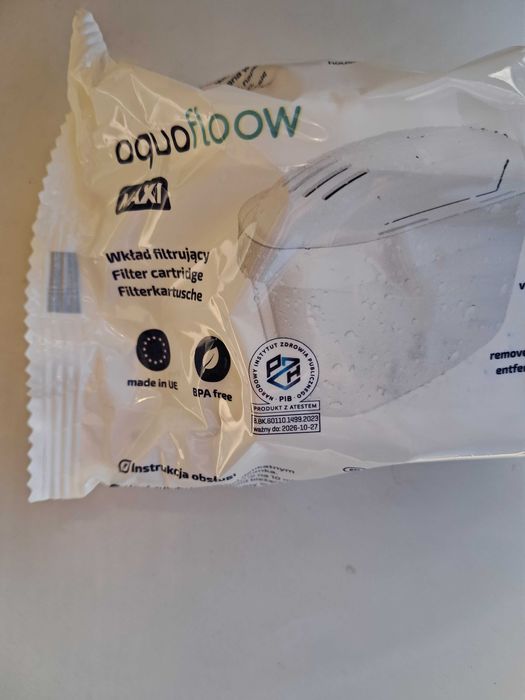 aquafloow
MAXI
Wkład filtrujący
Filter cartridge
Filterkartusche
made in UE
BPA free
NARODOWY INSTYTUT ZDROWIA PUBLICZNEGO
PZH
PIB
PRODUKT Z ATESTEM
B.BK.60110.1499.2023
ważny do: 2026-10-27
remove
entfer
Instrukcja obsługi